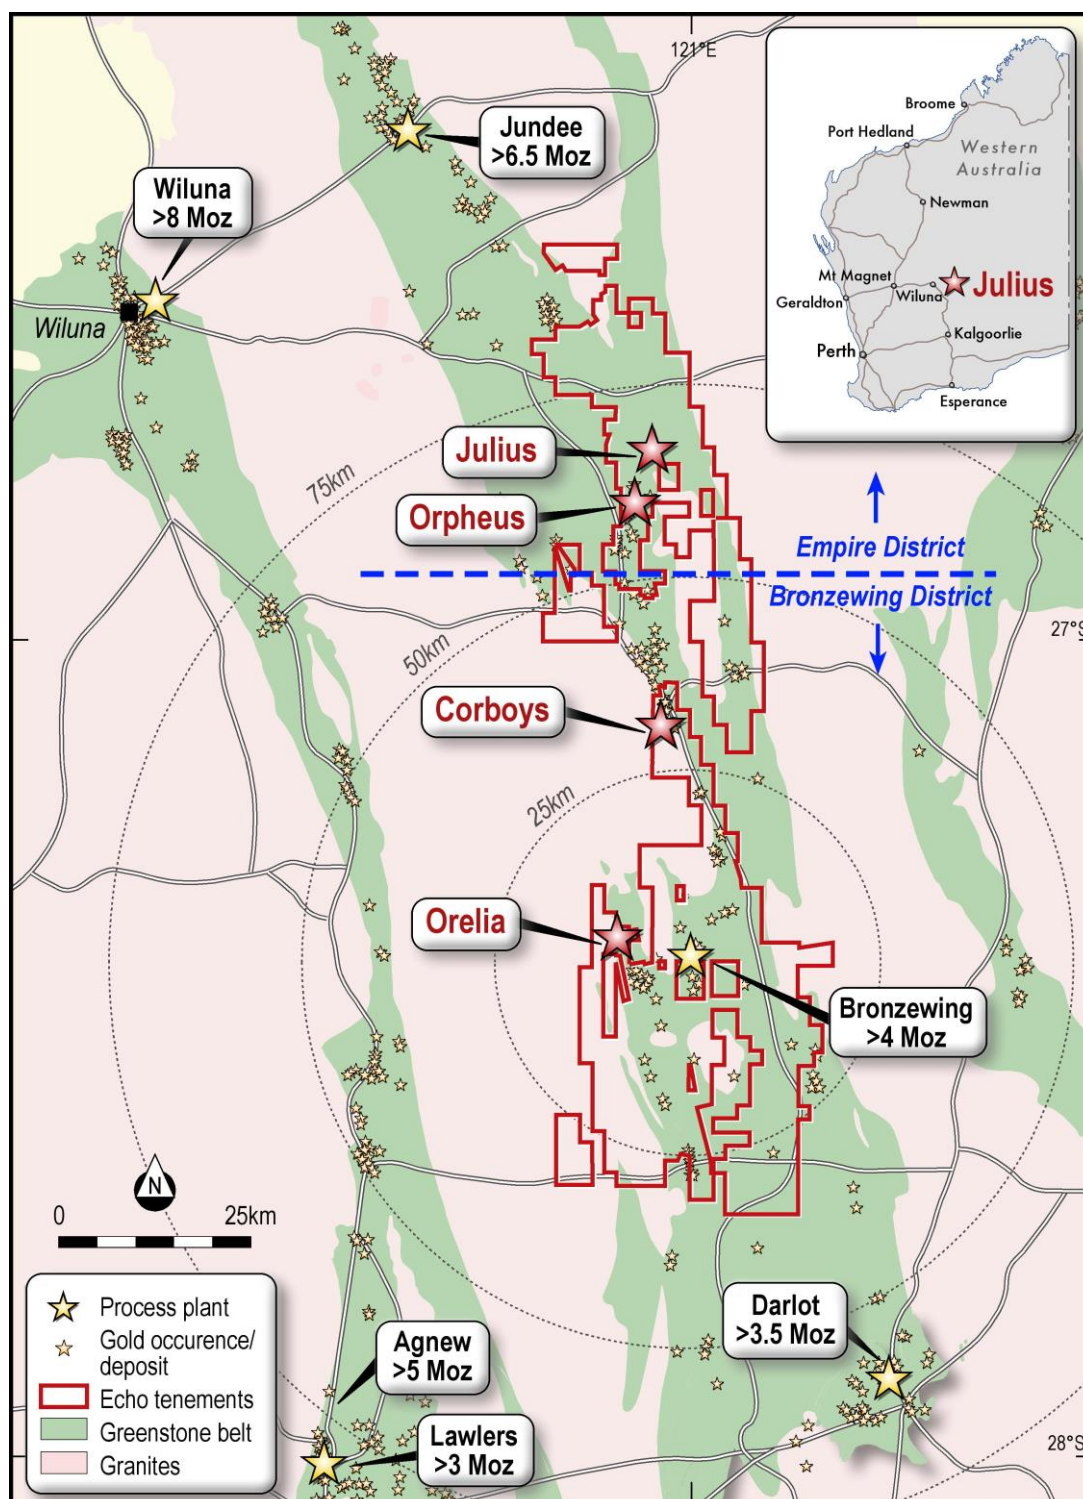 121°E
Jundee
>6.5 Moz
Wiluna
>8 Moz
Wiluna
Broome
Port Hedland
Western
Australia
Newman
Mt Magnet
Wiluna
Julius
Geraldton
Kalgoorlie
Perth
Esperance
75km
Julius
Orpheus
Empire District
Bronzewing District
27°S
50km
Corboys
25km
Orelia
Bronzewing
>4 Moz
N
0 25km
Process plant
Gold occurence/
deposit
Echo tenements
Greenstone belt
Granites
Agnew
>5 Moz
Lawlers
>3 Moz
Darlot
>3.5 Moz
28°S